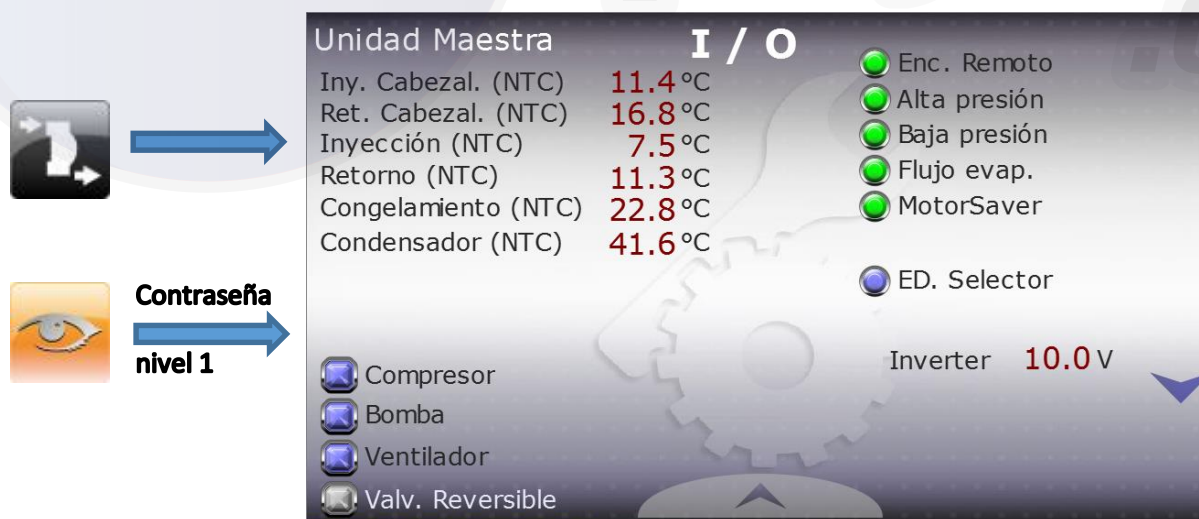 Unidad Maestra
I / O
Iny. Cabezal. (NTC) 11.4 °C
Ret. Cabezal. (NTC) 16.8 °C
Inyección (NTC) 7.5 °C
Retorno (NTC) 11.3 °C
Congelamiento (NTC) 22.8 °C
Condensador (NTC) 41.6 °C
Enc. Remoto
Alta presión
Baja presión
Flujo evap.
MotorSaver
ED. Selector
Inverter 10.0 V
Contraseña
nivel 1
Compresor
Bomba
Ventilador
Valv. Reversible